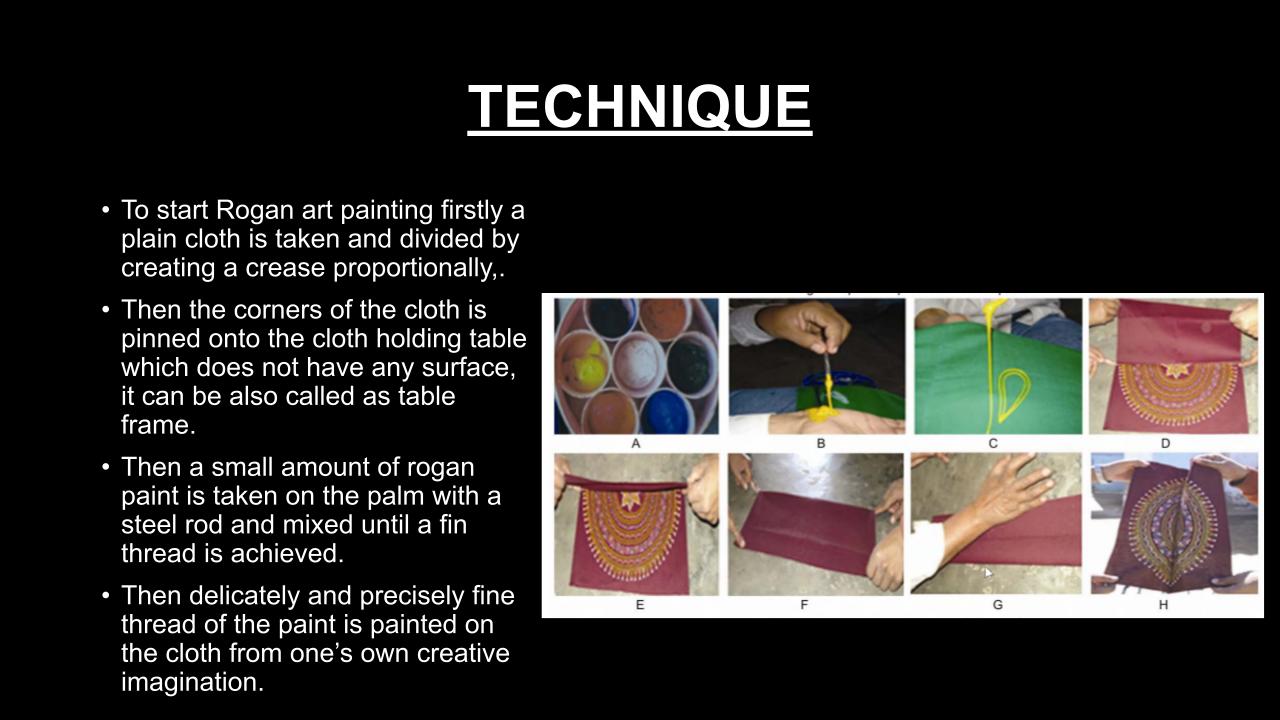 TECHNIQUE
• To start Rogan art painting firstly a
plain cloth is taken and divided by
creating a crease proportionally,.
• Then the corners of the cloth is
pinned onto the cloth holding table
which does not have any surface,
it can be also called as table
frame.
• Then a small amount of rogan
paint is taken on the palm with a
steel rod and mixed until a fin
thread is achieved.
• Then delicately and precisely fine
thread of the paint is painted on
the cloth from one’s own creative
imagination.
A B C D
E F G H